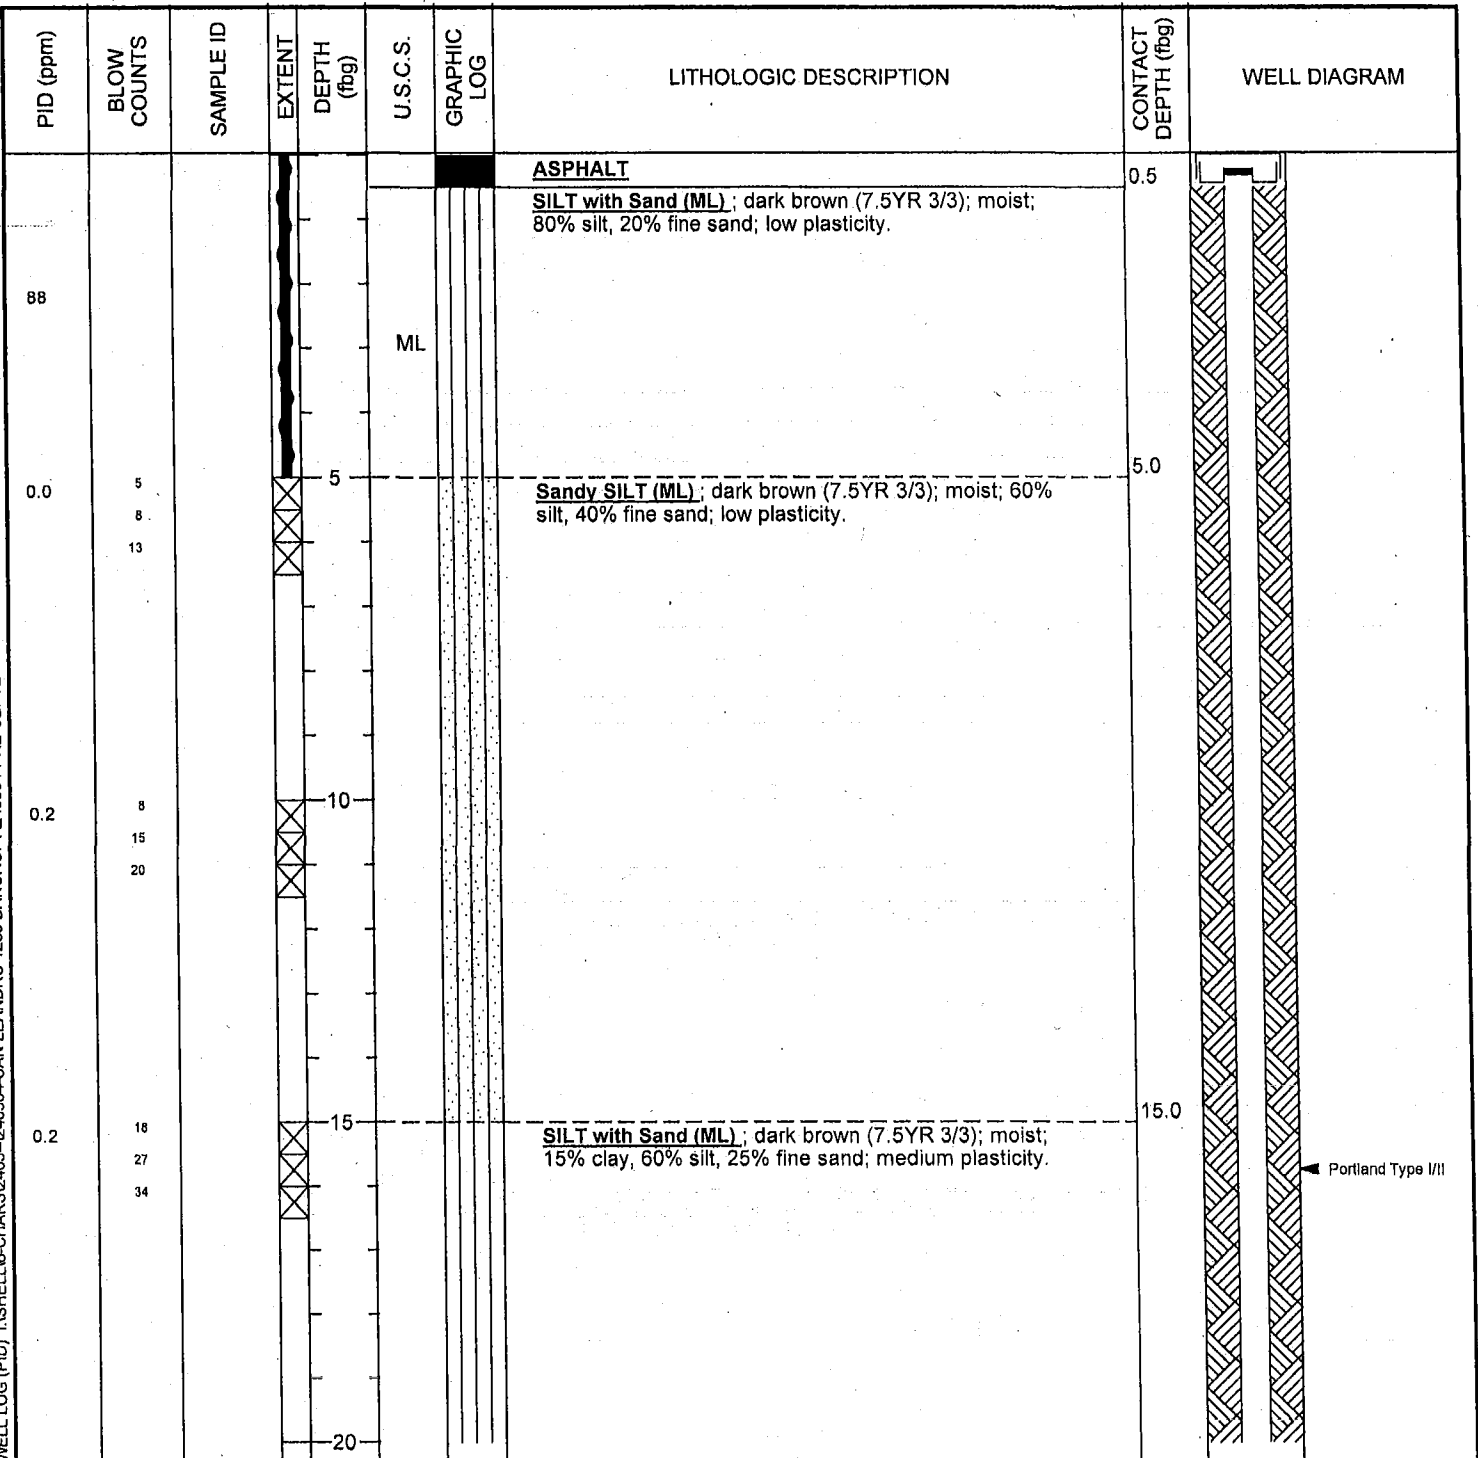 PID (ppm)
BLOW
COUNTS
SAMPLE ID
EXTENT
DEPTH
(fbg)
U.S.C.S.
GRAPHIC
LOG
LITHOLOGIC DESCRIPTION
CONTACT
DEPTH (fbg)
WELL DIAGRAM
ASPHALT
0.5
SILT with Sand (ML) ; dark brown (7.5YR 3/3); moist;
80% silt, 20% fine sand; low plasticity.
88
ML
5.0
0.0
5
8
13
5
Sandy SILT (ML) ; dark brown (7.5YR 3/3); moist; 60%
silt, 40% fine sand; low plasticity.
0.2
8
15
20
10
15.0
0.2
18
27
34
15
SILT with Sand (ML) ; dark brown (7.5YR 3/3); moist;
15% clay, 60% silt, 25% fine sand; medium plasticity.
Portland Type I/II
20
WELL LOG (PID)